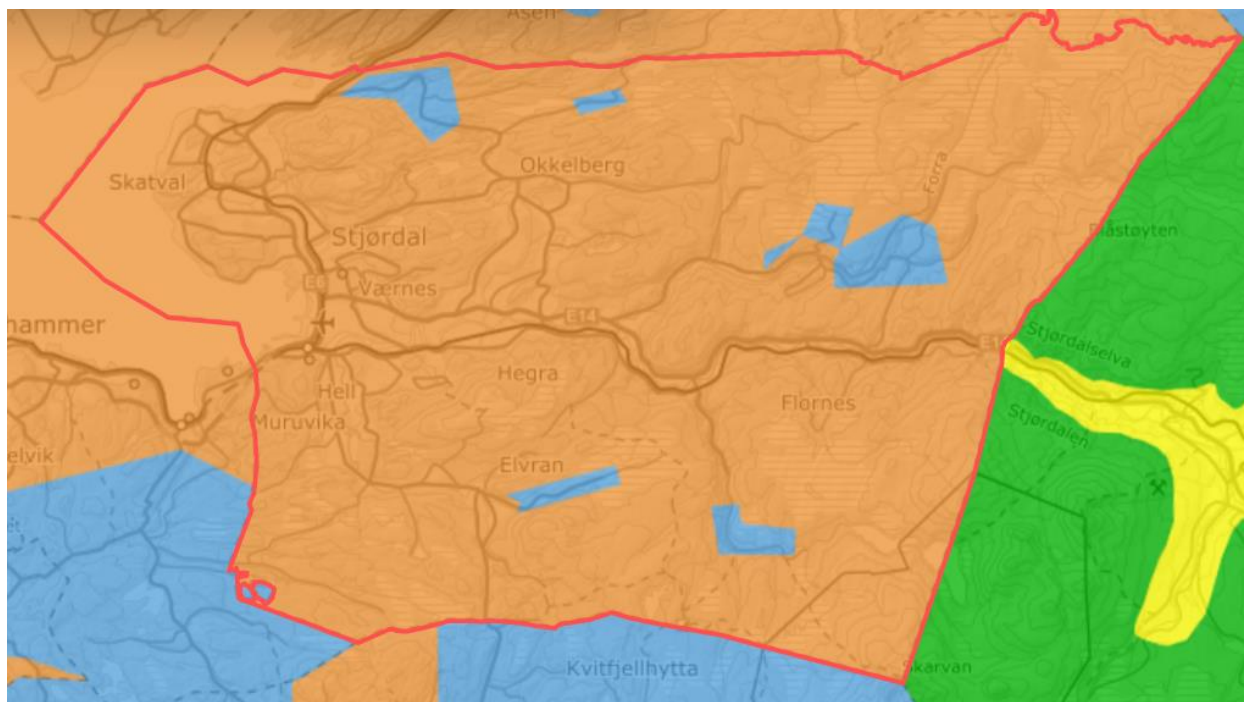 Åsen
Okkelberg
Skatval
Forra
Stjørdal
Blåstøyten
E6
Værnes
E14
hammer
Stjørdalselva
Hegra
Hell
Flornes
Muruvika
Stjørdalen
elvik
Elvran
Kvitfjellhytta
Skarvan